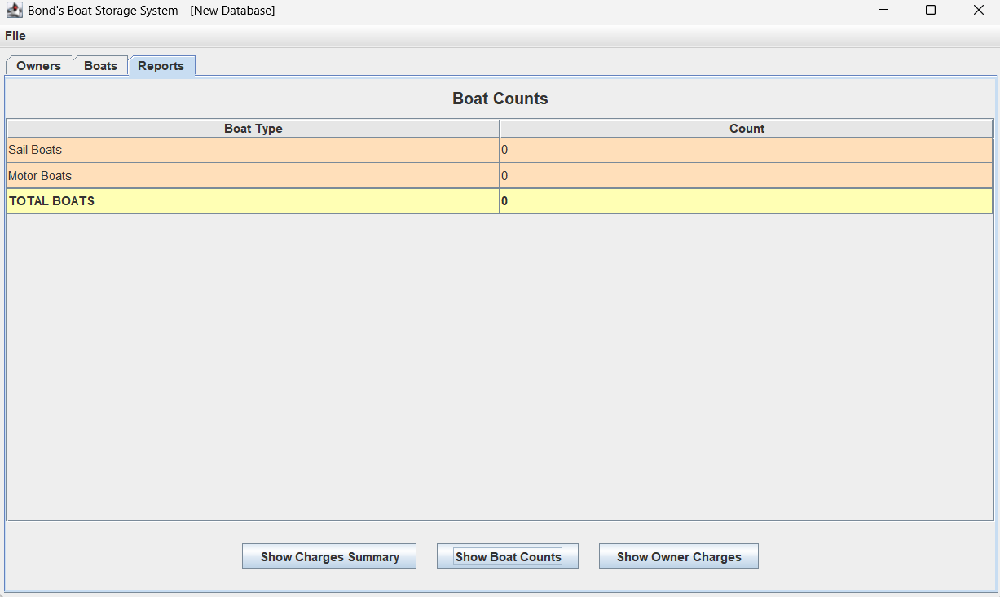 Bond's Boat Storage System - [New Database]
File
Owners Boats Reports
Boat Counts
Boat Type Count
Sail Boats 0
Motor Boats 0
TOTAL BOATS 0
Show Charges Summary Show Boat Counts Show Owner Charges